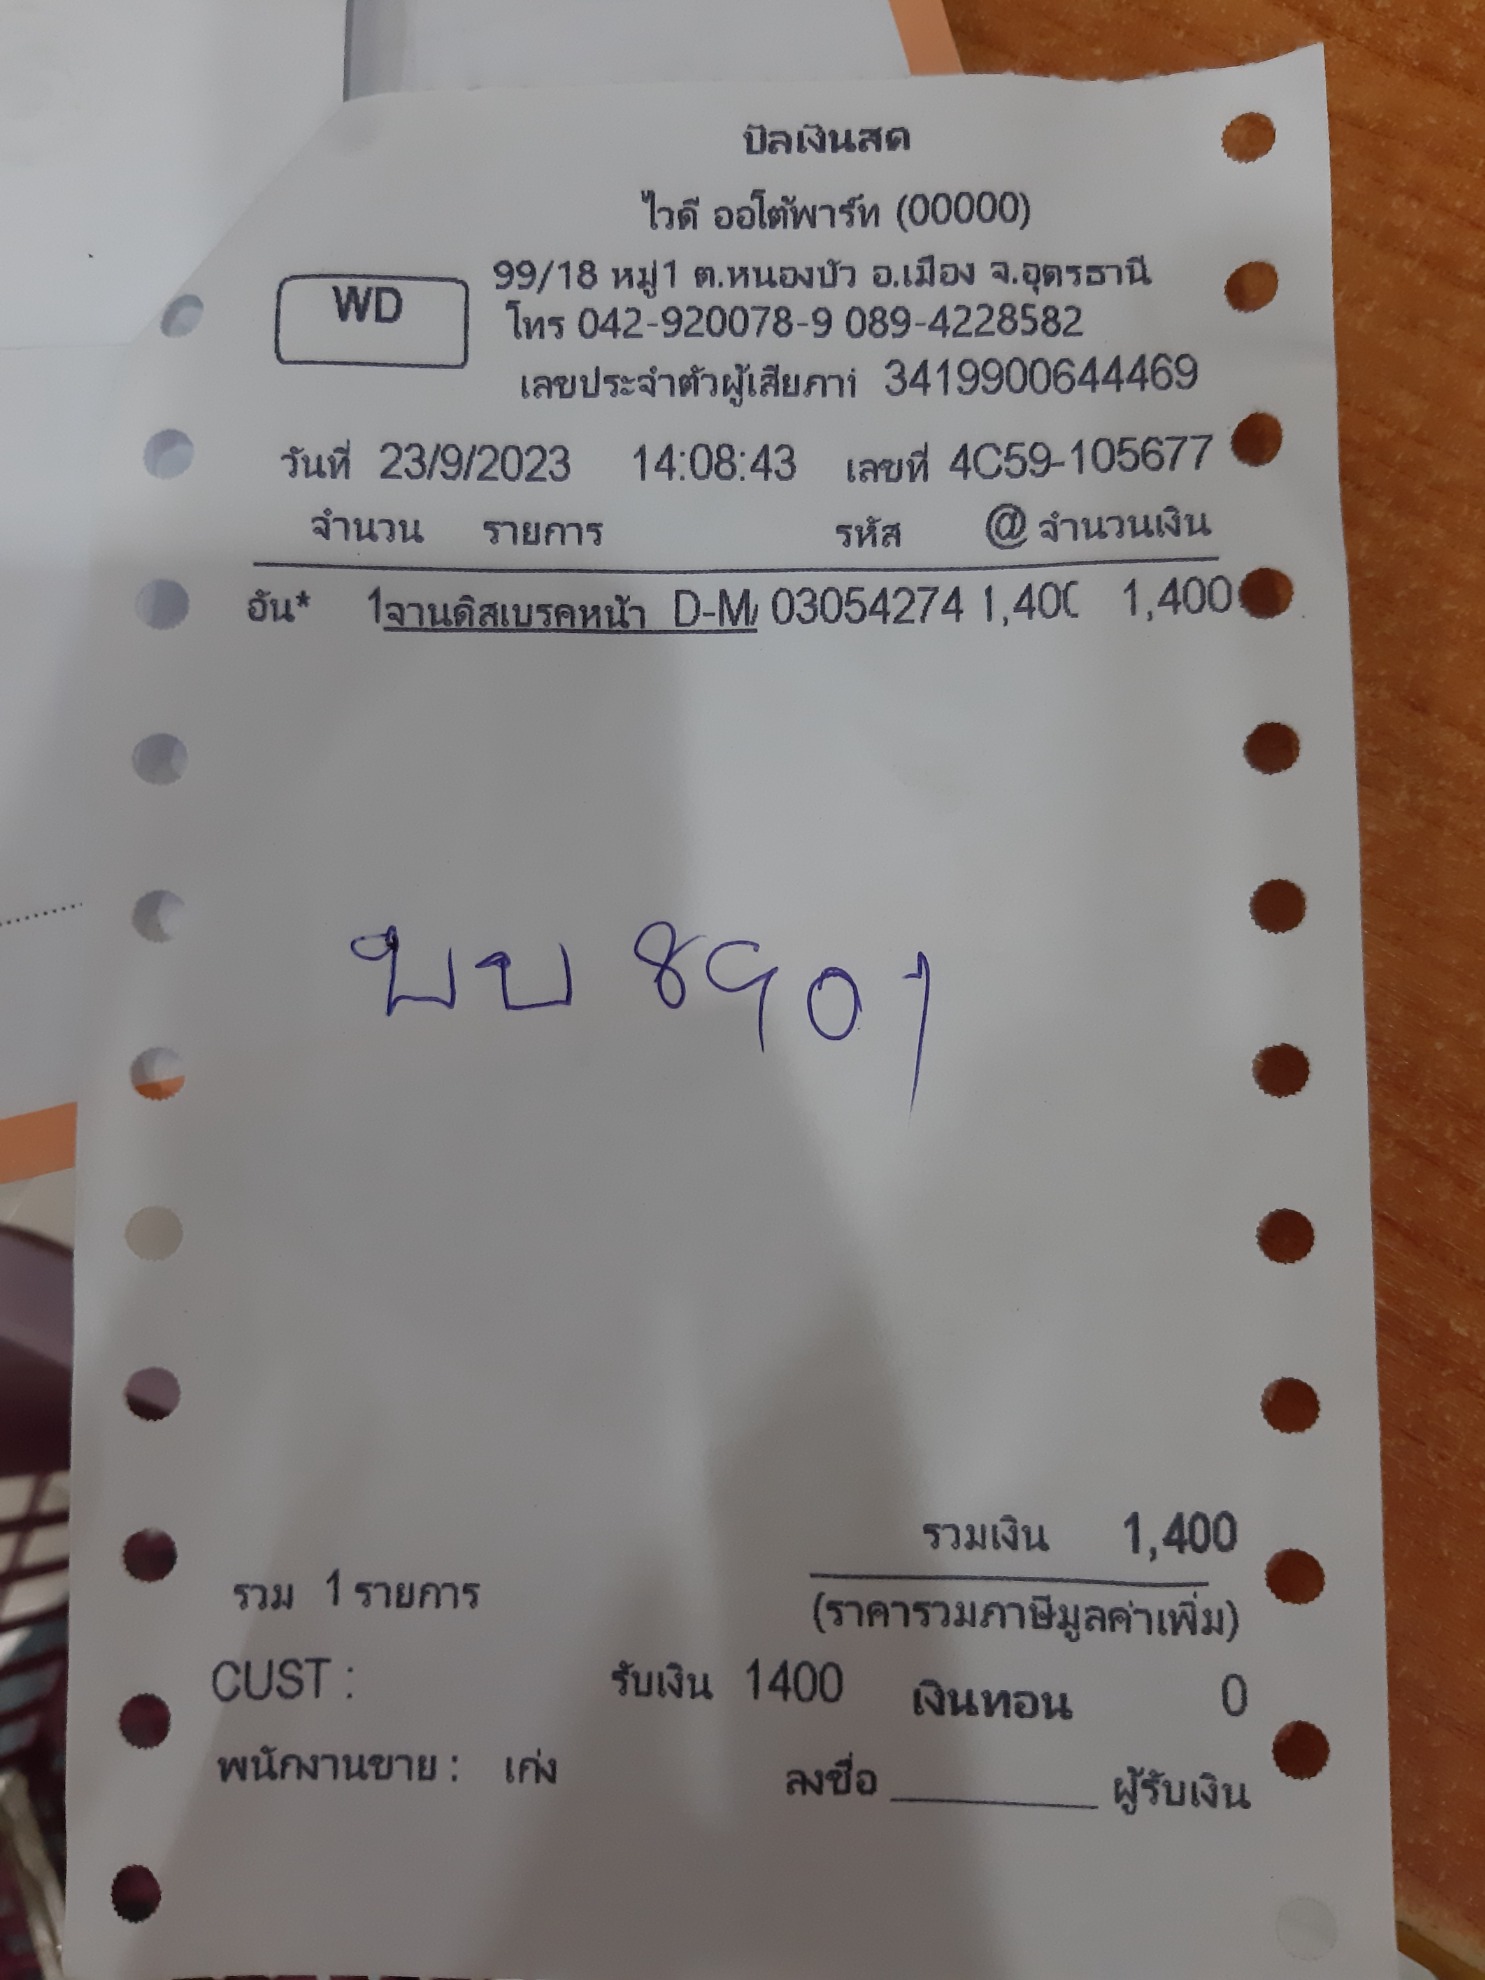 บิลเงินสด
ไวดี ออโต้พาร์ท (00000)
WD
99/18 หมู่1 ต.หนองบัว อ.เมือง จ.อุดรธานี
โทร 042-920078-9 089-4228582
เลขประจำตัวผู้เสียภาษี 3419900644469
วันที่ 23/9/2023 14:08:43 เลขที่ 4C59-105677
จำนวน รายการ รหัส @ จำนวนเงิน
อัน* 1 จานดิสเบรคหน้า D-M 03054274 1,400 1,400
บบ 8901
รวมเงิน 1,400
รวม 1 รายการ (ราคารวมภาษีมูลค่าเพิ่ม)
CUST : รับเงิน 1400 เงินทอน 0
พนักงานขาย : เก่ง ลงชื่อ __________ ผู้รับเงิน